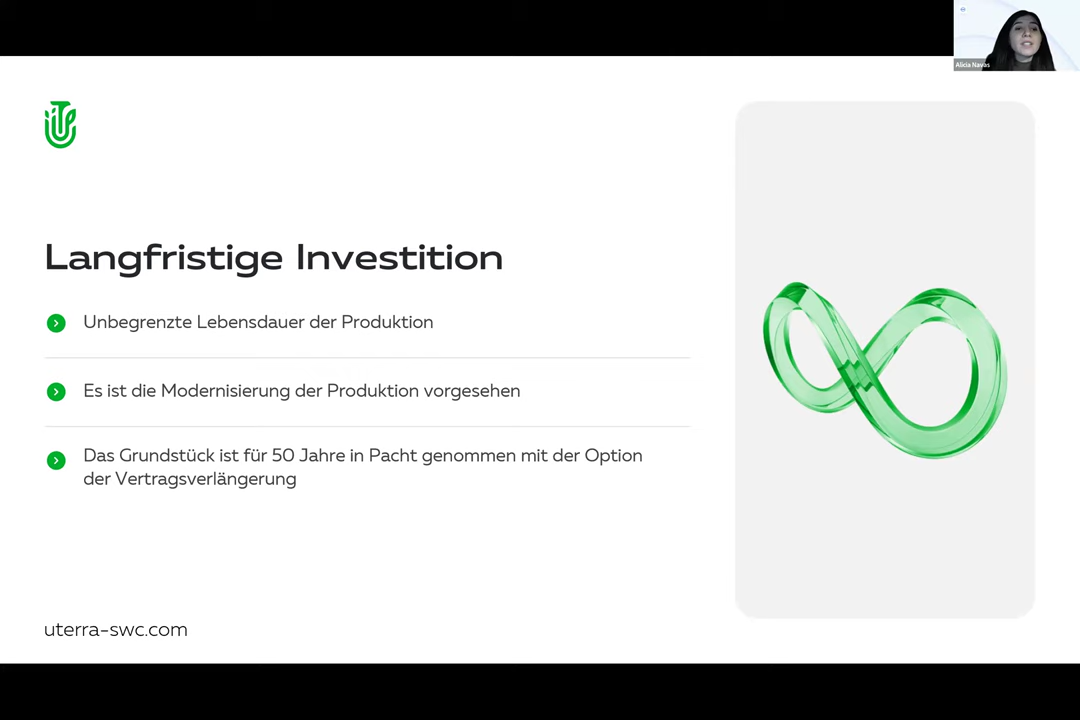 Alicia Navas
Langfristige Investition
Unbegrenzte Lebensdauer der Produktion
Es ist die Modernisierung der Produktion vorgesehen
Das Grundstück ist für 50 Jahre in Pacht genommen mit der Option
der Vertragsverlängerung
uterra-swc.com